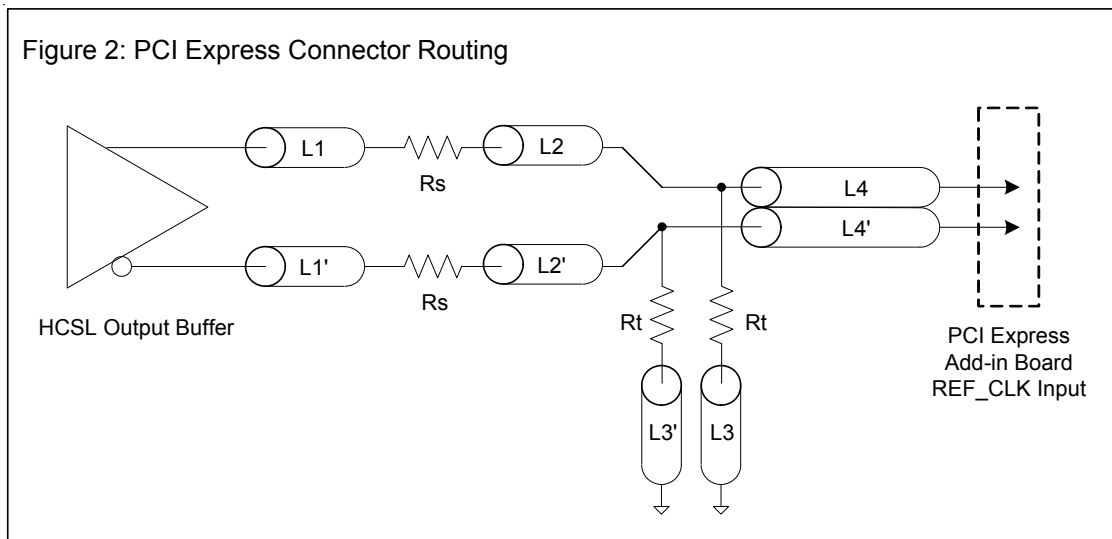 Figure 2: PCI Express Connector Routing
L1
Rs
L2
L4
L4'
L1'
Rs
L2'
HCSL Output Buffer
Rt
Rt
L3'
L3
PCI Express
Add-in Board
REF_CLK Input